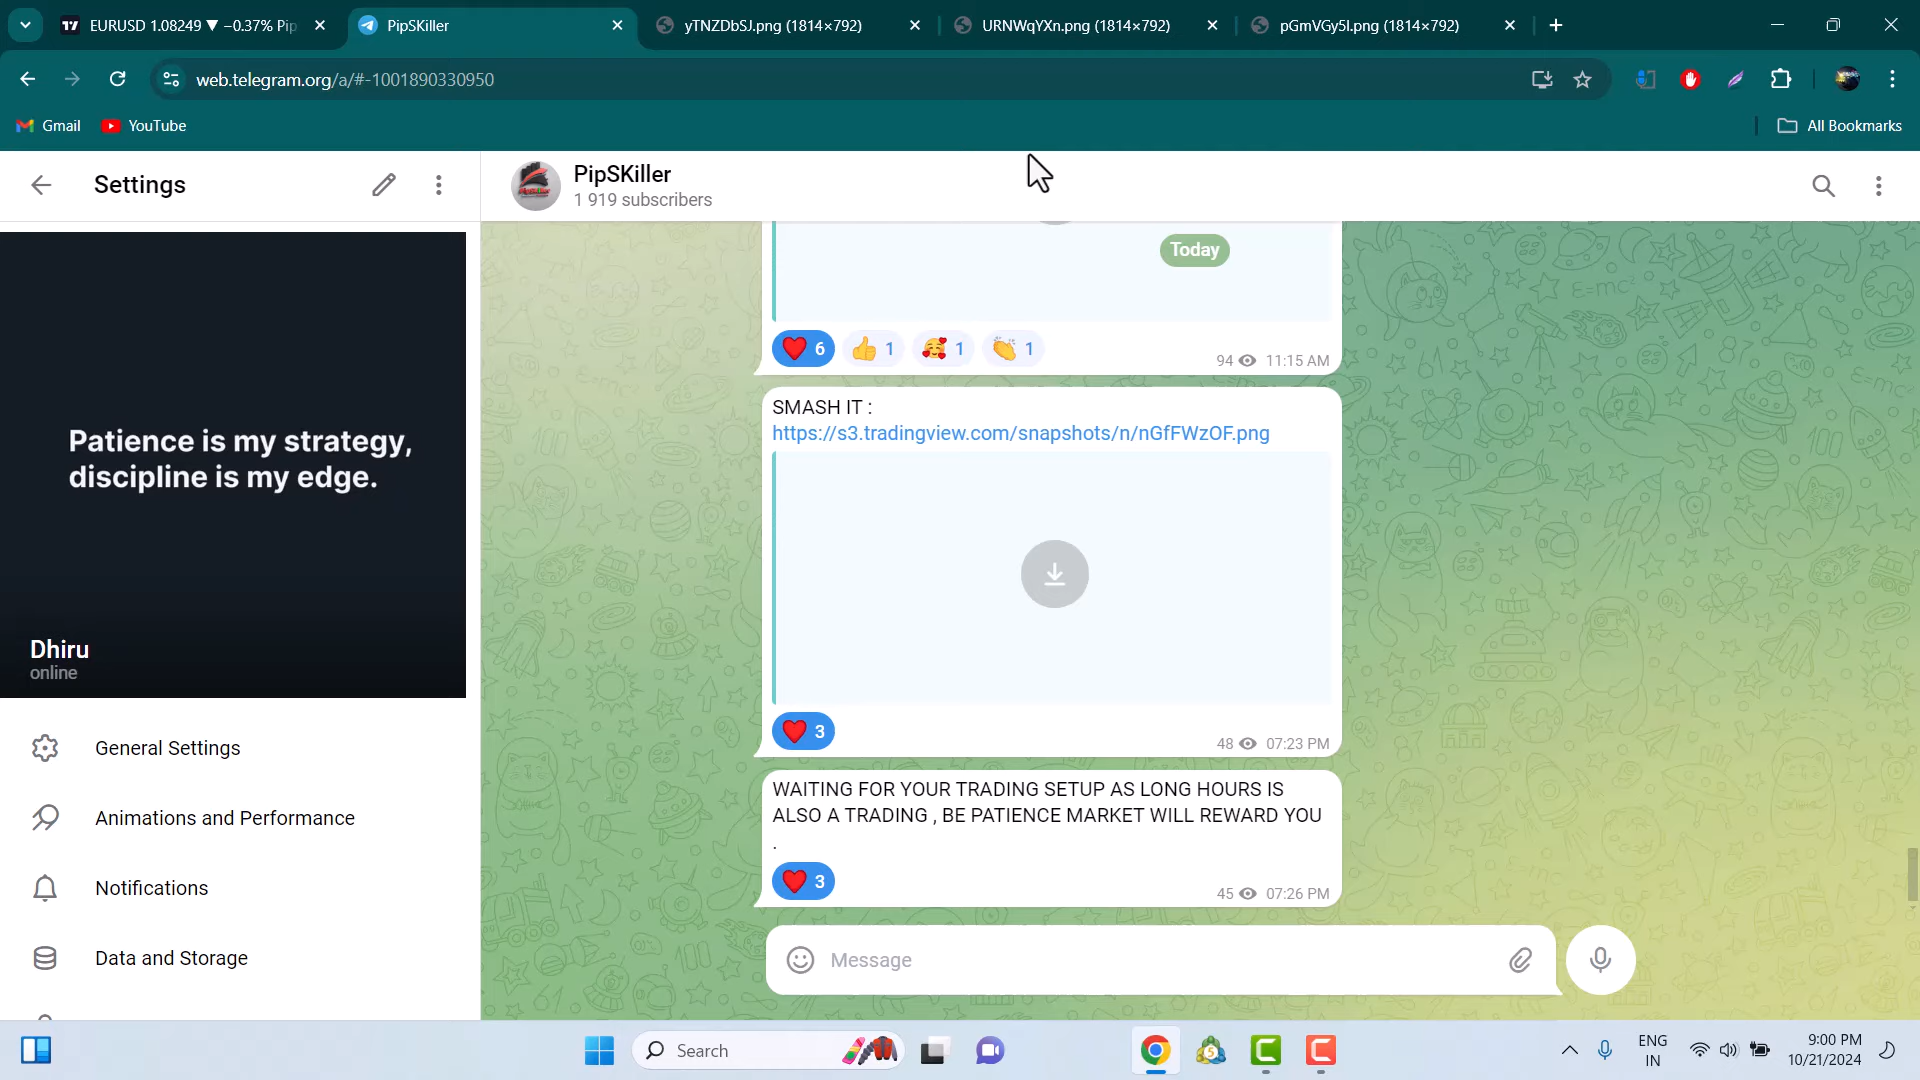 EURUSD 1.08249 ▼ −0.37% Pip
PipSKiller
yTNZDbSJ.png (1814×792)
URNWqYXn.png (1814×792)
pGmVGy5I.png (1814×792)
web.telegram.org/a/#-1001890330950
Gmail
YouTube
All Bookmarks
Settings
PipSKiller
1 919 subscribers
Today
6
1
1
1
94
11:15 AM
SMASH IT :
https://s3.tradingview.com/snapshots/n/nGfFWzOF.png
3
48
07:23 PM
WAITING FOR YOUR TRADING SETUP AS LONG HOURS IS
ALSO A TRADING , BE PATIENCE MARKET WILL REWARD YOU
.
3
45
07:26 PM
Message
Patience is my strategy,
discipline is my edge.
Dhiru
online
General Settings
Animations and Performance
Notifications
Data and Storage
Search
ENG
IN
9:00 PM
10/21/2024